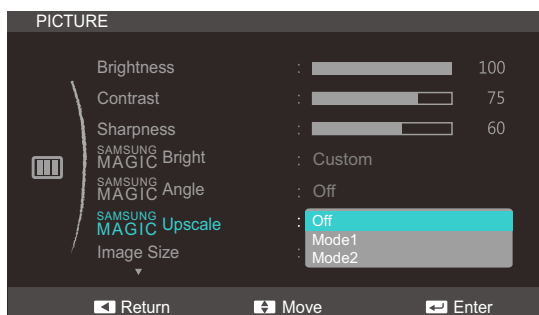 PICTURE
Brightness : 100
Contrast : 75
Sharpness : 60
SAMSUNG MAGIC Bright : Custom
SAMSUNG MAGIC Angle : Off
SAMSUNG MAGIC Upscale : Off
Mode1
Image Size : Mode2
Return Move Enter